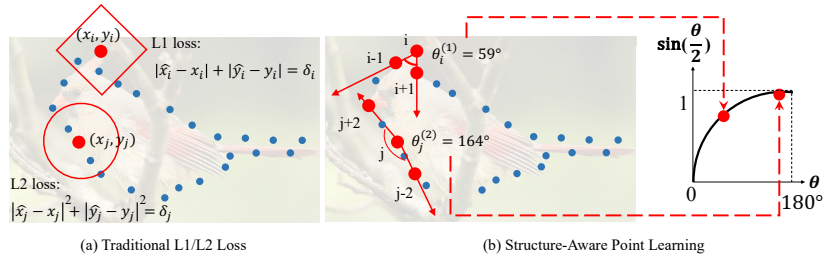 (x_i, y_i)
L1 loss:
|x̂_i − x_i| + |ŷ_i − y_i| = δ_i
(x_j, y_j)
L2 loss:
|x̂_j − x_j|² + |ŷ_j − y_j|² = δ_j
(a) Traditional L1/L2 Loss
i
i-1
θ_i^(1) = 59°
i+1
j+2
j
θ_j^(2) = 164°
j-2
(b) Structure-Aware Point Learning
sin(θ/2)
1
0
θ
180°